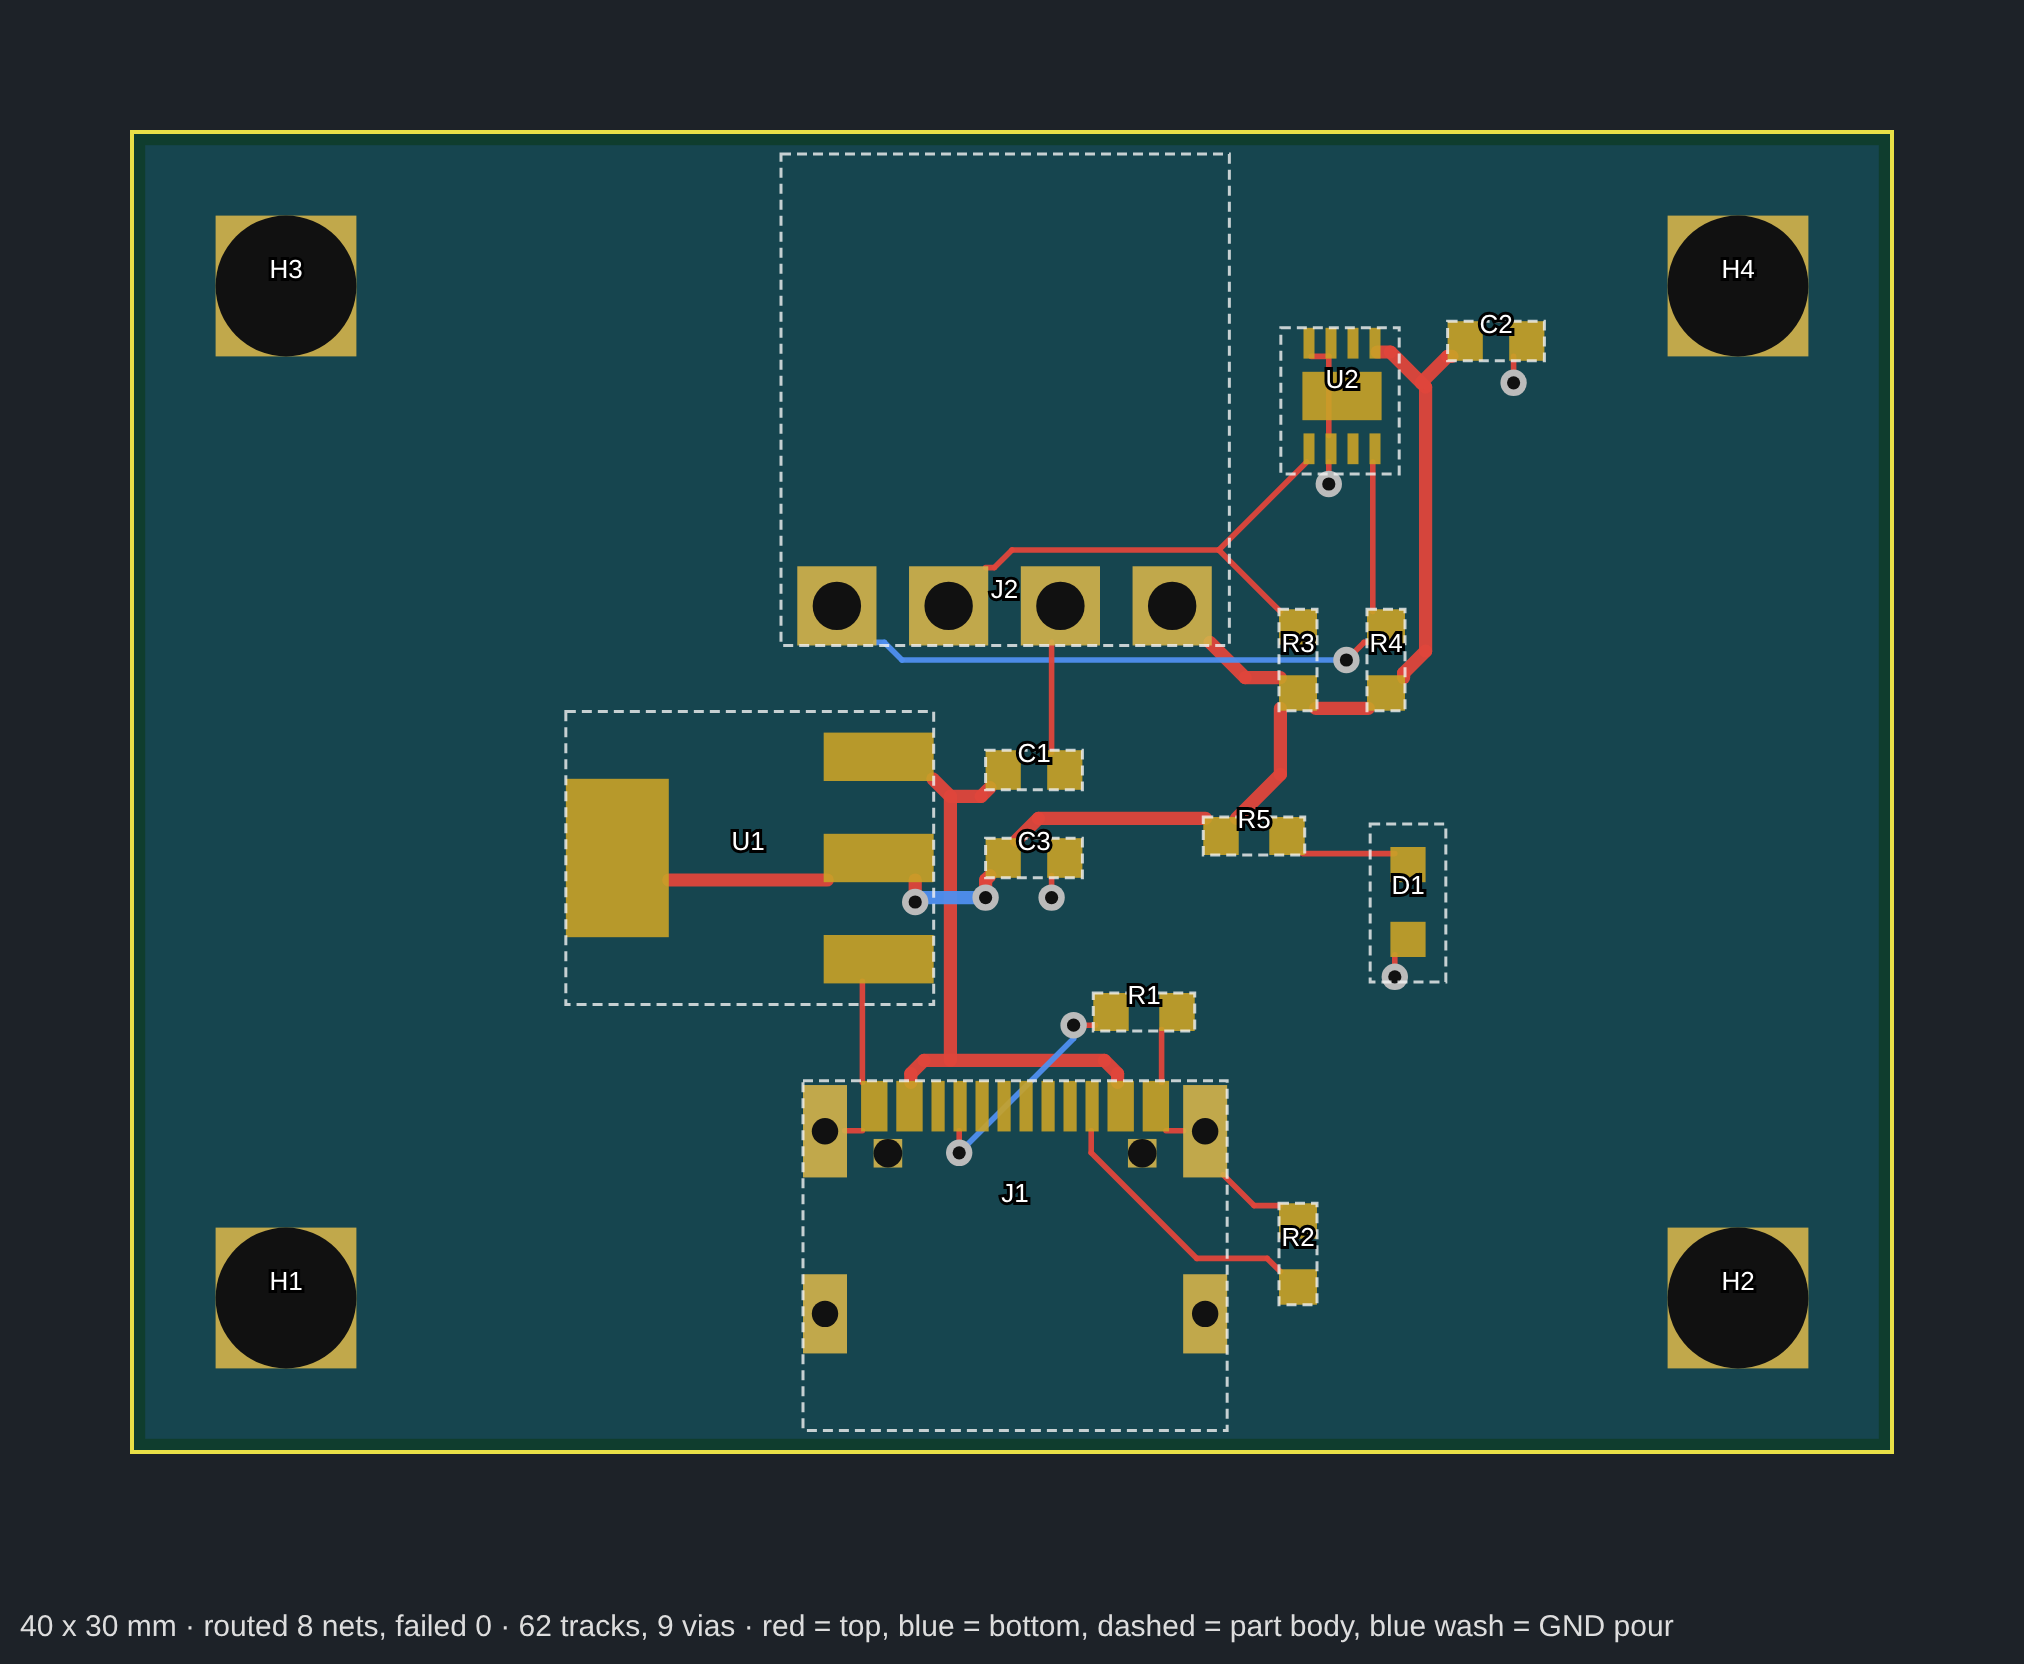 H3
H4
C2
U2
J2
R3
R4
C1
R5
U1
C3
D1
R1
J1
R2
H1
H2
40 x 30 mm · routed 8 nets, failed 0 · 62 tracks, 9 vias · red = top, blue = bottom, dashed = part body, blue wash = GND pour